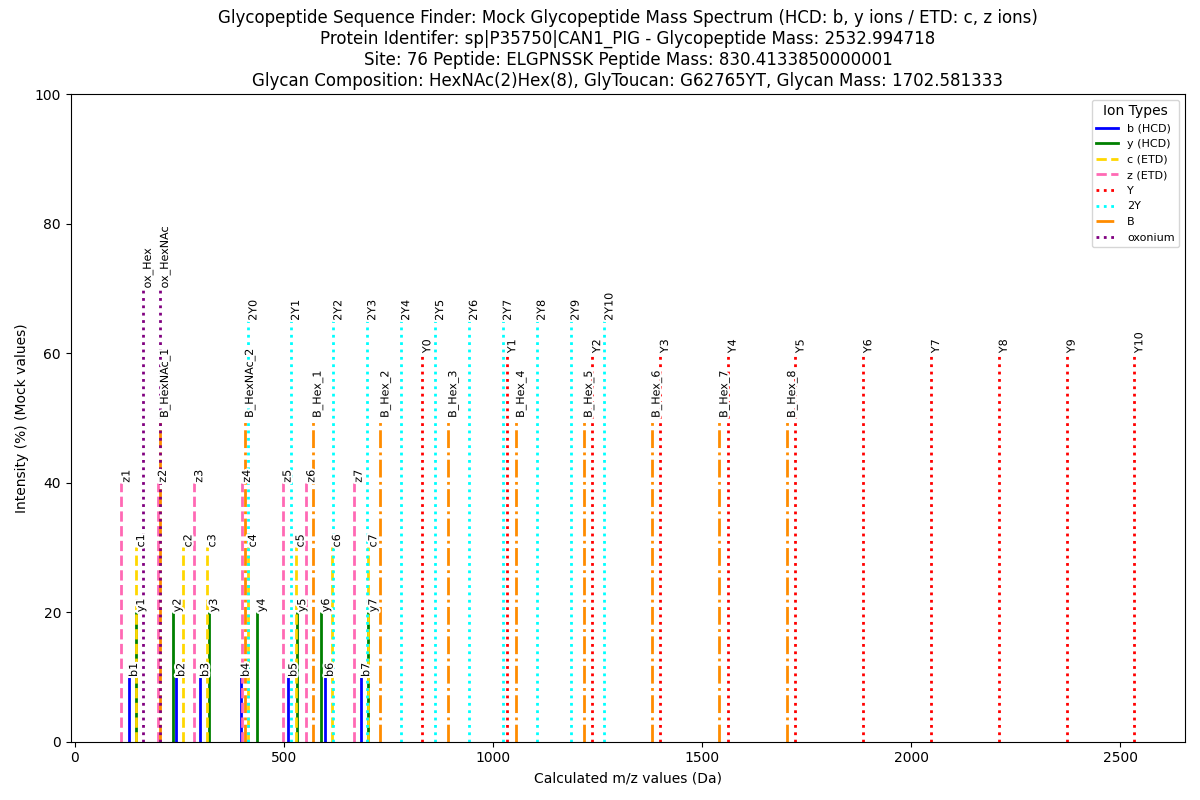 Glycopeptide Sequence Finder: Mock Glycopeptide Mass Spectrum (HCD: b, y ions / ETD: c, z ions)
Protein Identifer: sp|P35750|CAN1_PIG - Glycopeptide Mass: 2532.994718
Site: 76 Peptide: ELGPNSSK Peptide Mass: 830.4133850000001
Glycan Composition: HexNAc(2)Hex(8), GlyToucan: G62765YT, Glycan Mass: 1702.581333
Intensity (%) (Mock values)
100
80
60
40
20
0
Ion Types
b (HCD)
y (HCD)
c (ETD)
z (ETD)
Y
2Y
B
oxonium
ox_Hex
ox_HexNAc
2Y0
2Y1
2Y2
2Y3
2Y4
2Y5
2Y6
2Y7
2Y8
2Y9
2Y10
Y0
Y1
Y2
Y3
Y4
Y5
Y6
Y7
Y8
Y9
Y10
B_HexNAc_1
B_HexNAc_2
B_Hex_1
B_Hex_2
B_Hex_3
B_Hex_4
B_Hex_5
B_Hex_6
B_Hex_7
B_Hex_8
z1
z2
z3
z4
z5
z6
z7
c1
c2
c3
c4
c5
c6
c7
y1
y2
y3
y4
y5
y6
y7
b1
b2
b3
b4
b5
b6
b7
0
500
1000
1500
2000
2500
Calculated m/z values (Da)